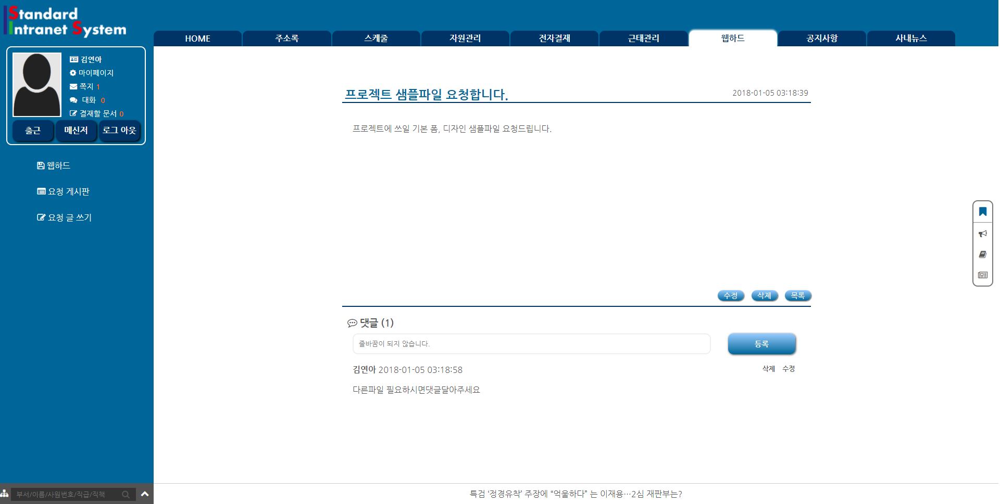 Standard
Intranet System
HOME 주소록 스케줄 자원관리 전자결재 근태관리 웹하드 공지사항 사내뉴스
김연아
마이페이지
쪽지 1
대화 0
결재할 문서 0
출근 메신저 로그 아웃
웹하드
요청 게시판
요청 글 쓰기
프로젝트 샘플파일 요청합니다. 2018-01-05 03:18:39
프로젝트에 쓰일 기본 폼, 디자인 샘플파일 요청드립니다.
수정 삭제 목록
댓글 (1)
줄바꿈이 되지 않습니다. 등록
김연아 2018-01-05 03:18:58 삭제 수정
다른파일 필요하시면댓글달아주세요
부서/이름/사원번호/직급/직책
특검 ‘정경유착’ 주장에 “억울하다” 는 이재용…2심 재판부는?